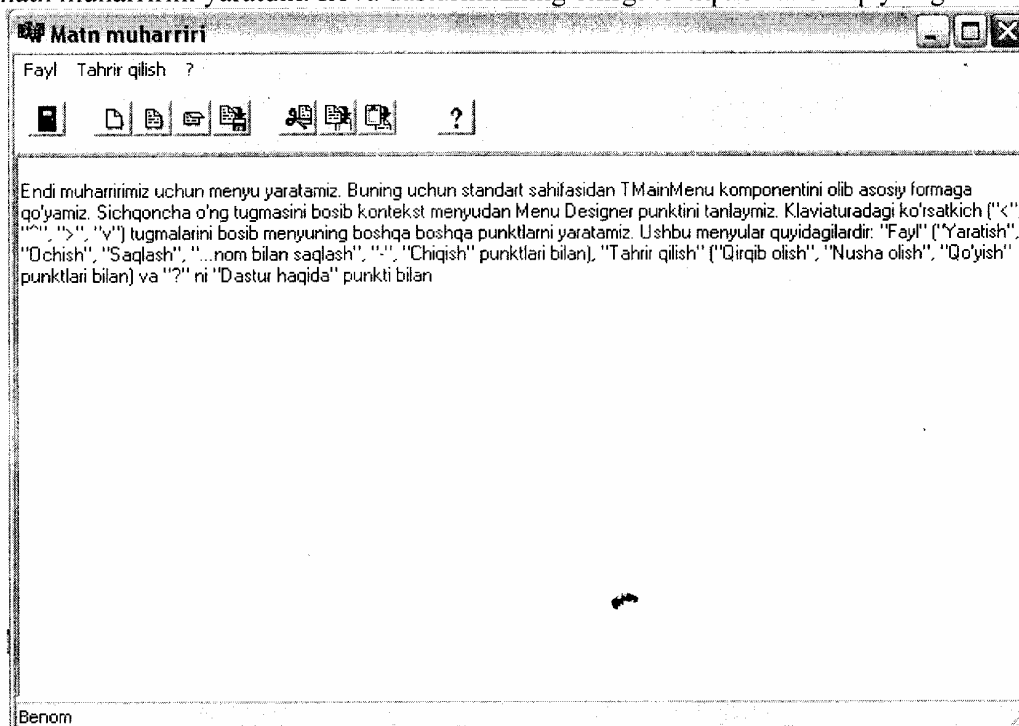 Matn muharriri
Fayl Tahrir qilish ?
?
Endi muharririmiz uchun menyu yaratamiz. Buning uchun standart sahifasidan TMainMenu komponentini olib asosiy formaga
qo'yamiz. Sichqoncha o'ng tugmasini bosib kontekst menyudan Menu Designer punktini tanlaymiz. Klaviaturadagi ko'rsatkich ("<",
"^", ">", "v") tugmalarini bosib menyuning boshqa boshqa punktlarni yaratamiz. Ushbu menyular quyidagilardir: "Fayl" ("Yaratish",
"Ochish", "Saqlash", "...nom bilan saqlash", "-", "Chiqish" punktlari bilan), "Tahrir qilish" ("Qirqib olish", "Nusha olish", "Qo'yish"
punktlari bilan) va "?" ni "Dastur haqida" punkti bilan
Benom